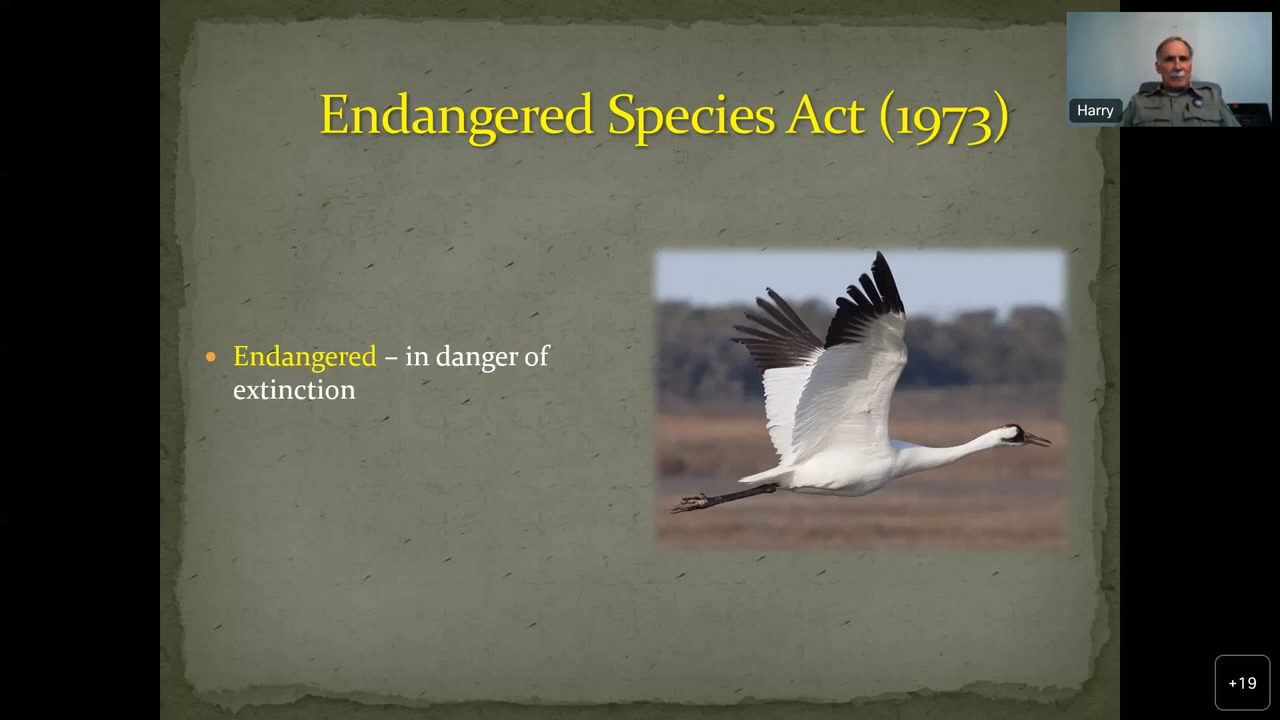 Endangered Species Act (1973)
Harry
• Endangered – in danger of
extinction
+19